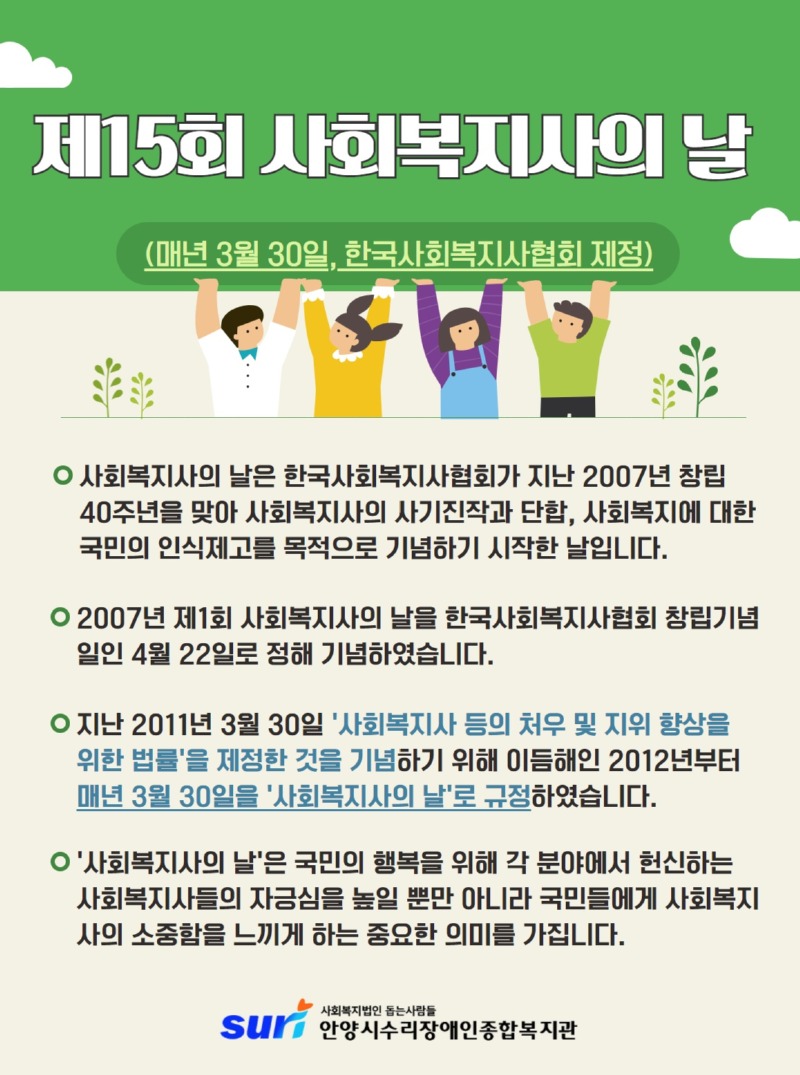 제15회 사회복지사의 날
(매년 3월 30일, 한국사회복지사협회 제정)
사회복지사의 날은 한국사회복지사협회가 지난 2007년 창립
40주년을 맞아 사회복지사의 사기진작과 단합, 사회복지에 대한
국민의 인식제고를 목적으로 기념하기 시작한 날입니다.
2007년 제1회 사회복지사의 날을 한국사회복지사협회 창립기념
일인 4월 22일로 정해 기념하였습니다.
지난 2011년 3월 30일 '사회복지사 등의 처우 및 지위 향상을
위한 법률'을 제정한 것을 기념하기 위해 이듬해인 2012년부터
매년 3월 30일을 '사회복지사의 날'로 규정하였습니다.
'사회복지사의 날'은 국민의 행복을 위해 각 분야에서 헌신하는
사회복지사들의 자긍심을 높일 뿐만 아니라 국민들에게 사회복지
사의 소중함을 느끼게 하는 중요한 의미를 가집니다.
suri 사회복지법인 돕는사람들
안양시수리장애인종합복지관